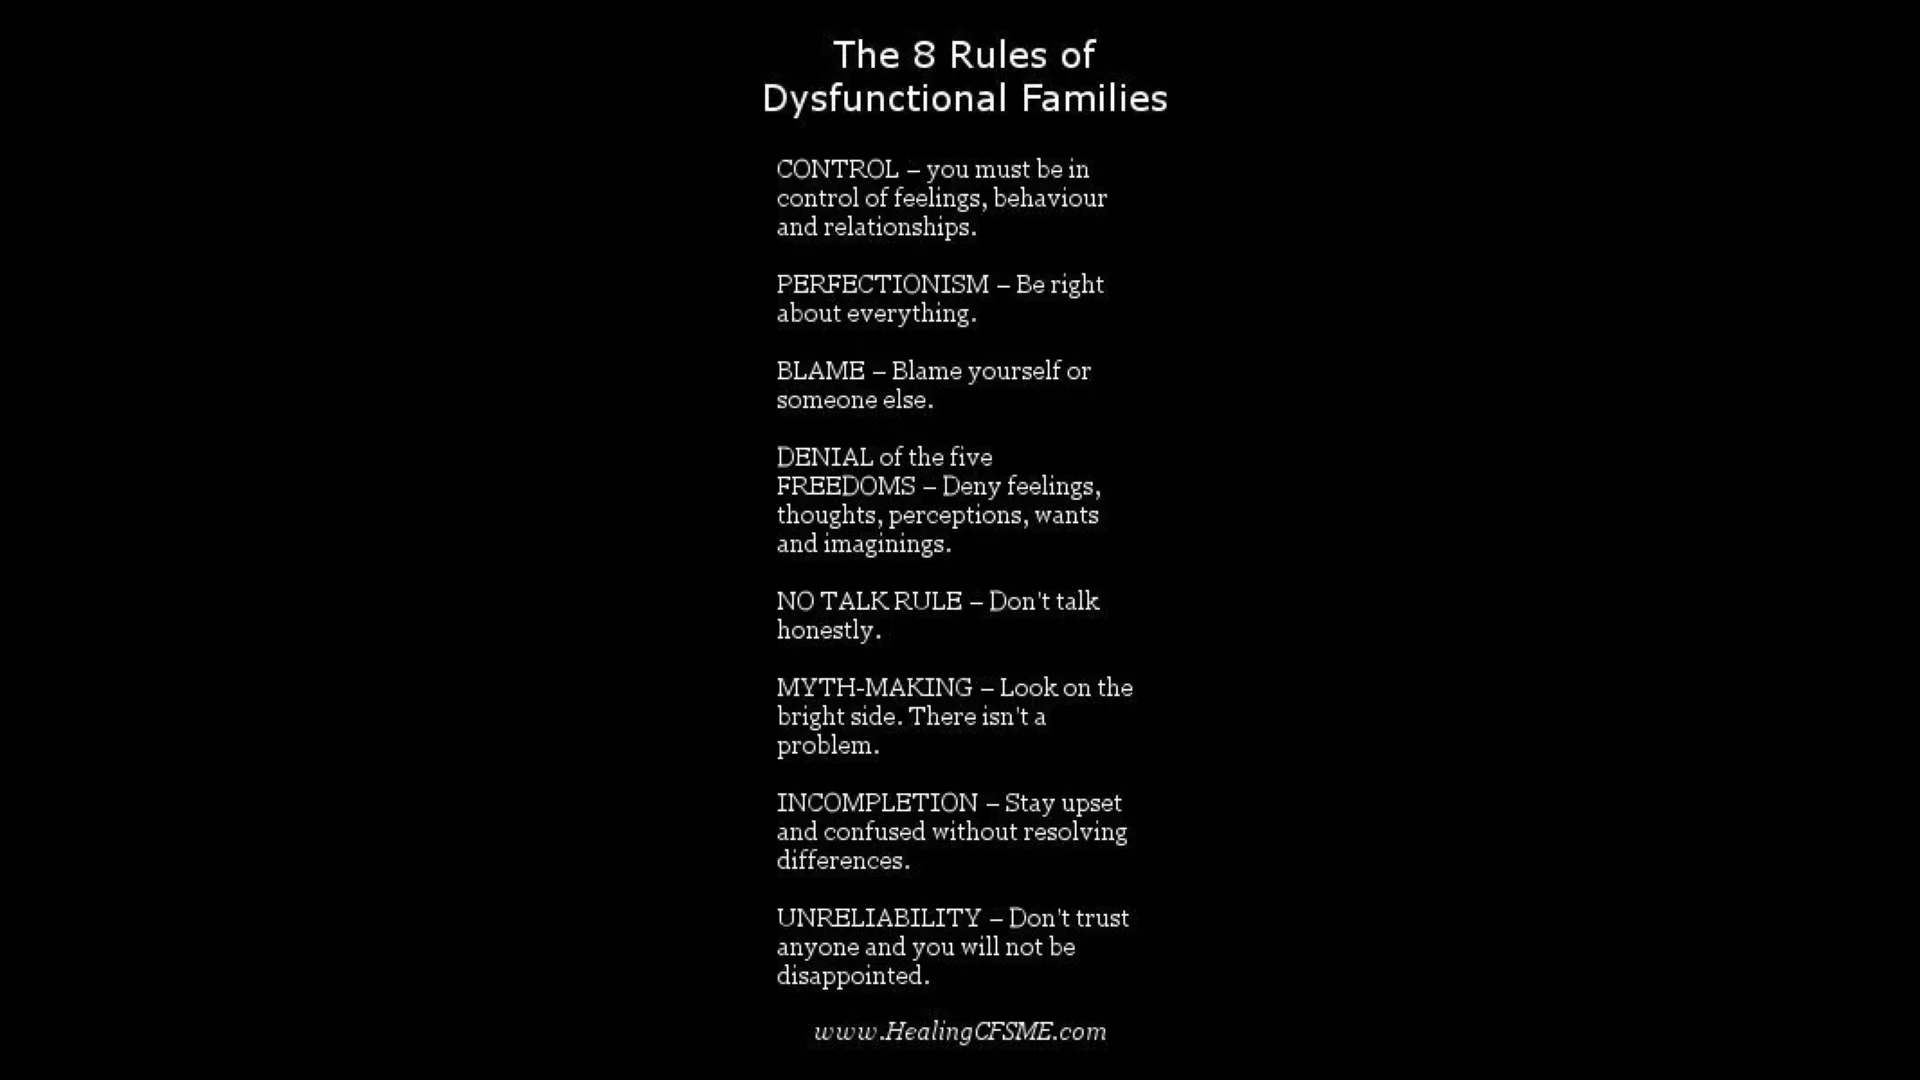 The 8 Rules of
Dysfunctional Families
CONTROL – you must be in
control of feelings, behaviour
and relationships.
PERFECTIONISM – Be right
about everything.
BLAME – Blame yourself or
someone else.
DENIAL of the five
FREEDOMS – Deny feelings,
thoughts, perceptions, wants
and imaginings.
NO TALK RULE – Don't talk
honestly.
MYTH-MAKING – Look on the
bright side. There isn't a
problem.
INCOMPLETION – Stay upset
and confused without resolving
differences.
UNRELIABILITY – Don't trust
anyone and you will not be
disappointed.
www.HealingCFSME.com